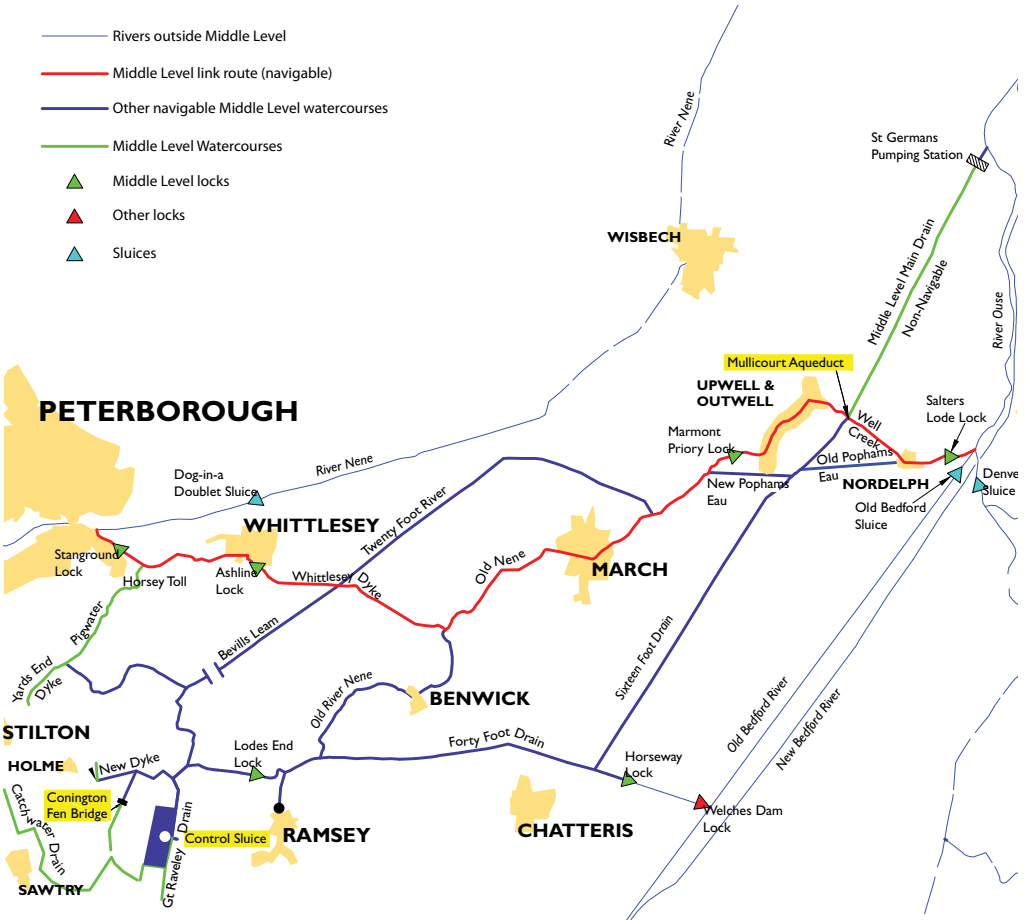 Rivers outside Middle Level
Middle Level link route (navigable)
Other navigable Middle Level watercourses
Middle Level Watercourses
Middle Level locks
Other locks
Sluices
River Nene
St Germans
Pumping Station
WISBECH
Middle Level Main Drain
Non-Navigable
River Ouse
Mullicourt Aqueduct
UPWELL &
OUTWELL
Salters
Lode Lock
PETERBOROUGH
Well
Creek
Marmont
Priory Lock
Old Pophams
Eau
River Nene
Dog-in-a
Doublet Sluice
New Pophams
Eau
NORDELPH
Denve
Sluice
Old Bedford
Sluice
WHITTLESEY
Twenty Foot River
Stanground
Lock
Horsey Toll
Ashline
Lock
Whittlesey Dyke
Old Nene
MARCH
Pigwater
Bevills Leam
Sixteen Foot Drain
Yards End
Dyke
Old River Nene
BENWICK
Old Bedford River
New Bedford River
STILTON
Lodes End
Lock
Forty Foot Drain
Horseway
Lock
HOLME
New Dyke
Conington
Fen Bridge
Catchwater Drain
Gt Raveley Drain
Control Sluice
RAMSEY
CHATTERIS
Welches Dam
Lock
SAWTRY